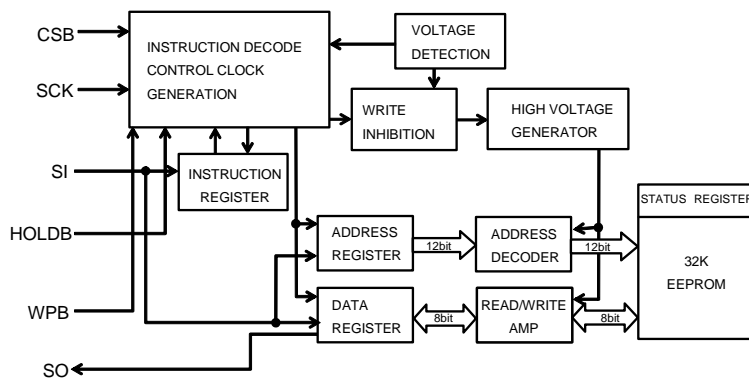 CSB
SCK
SI
HOLDB
WPB
SO
INSTRUCTION DECODE
CONTROL CLOCK
GENERATION
VOLTAGE
DETECTION
WRITE
INHIBITION
HIGH VOLTAGE
GENERATOR
INSTRUCTION
REGISTER
ADDRESS
REGISTER
12bit
ADDRESS
DECODER
12bit
DATA
REGISTER
8bit
READ/WRITE
AMP
8bit
STATUS REGISTER
32K
EEPROM